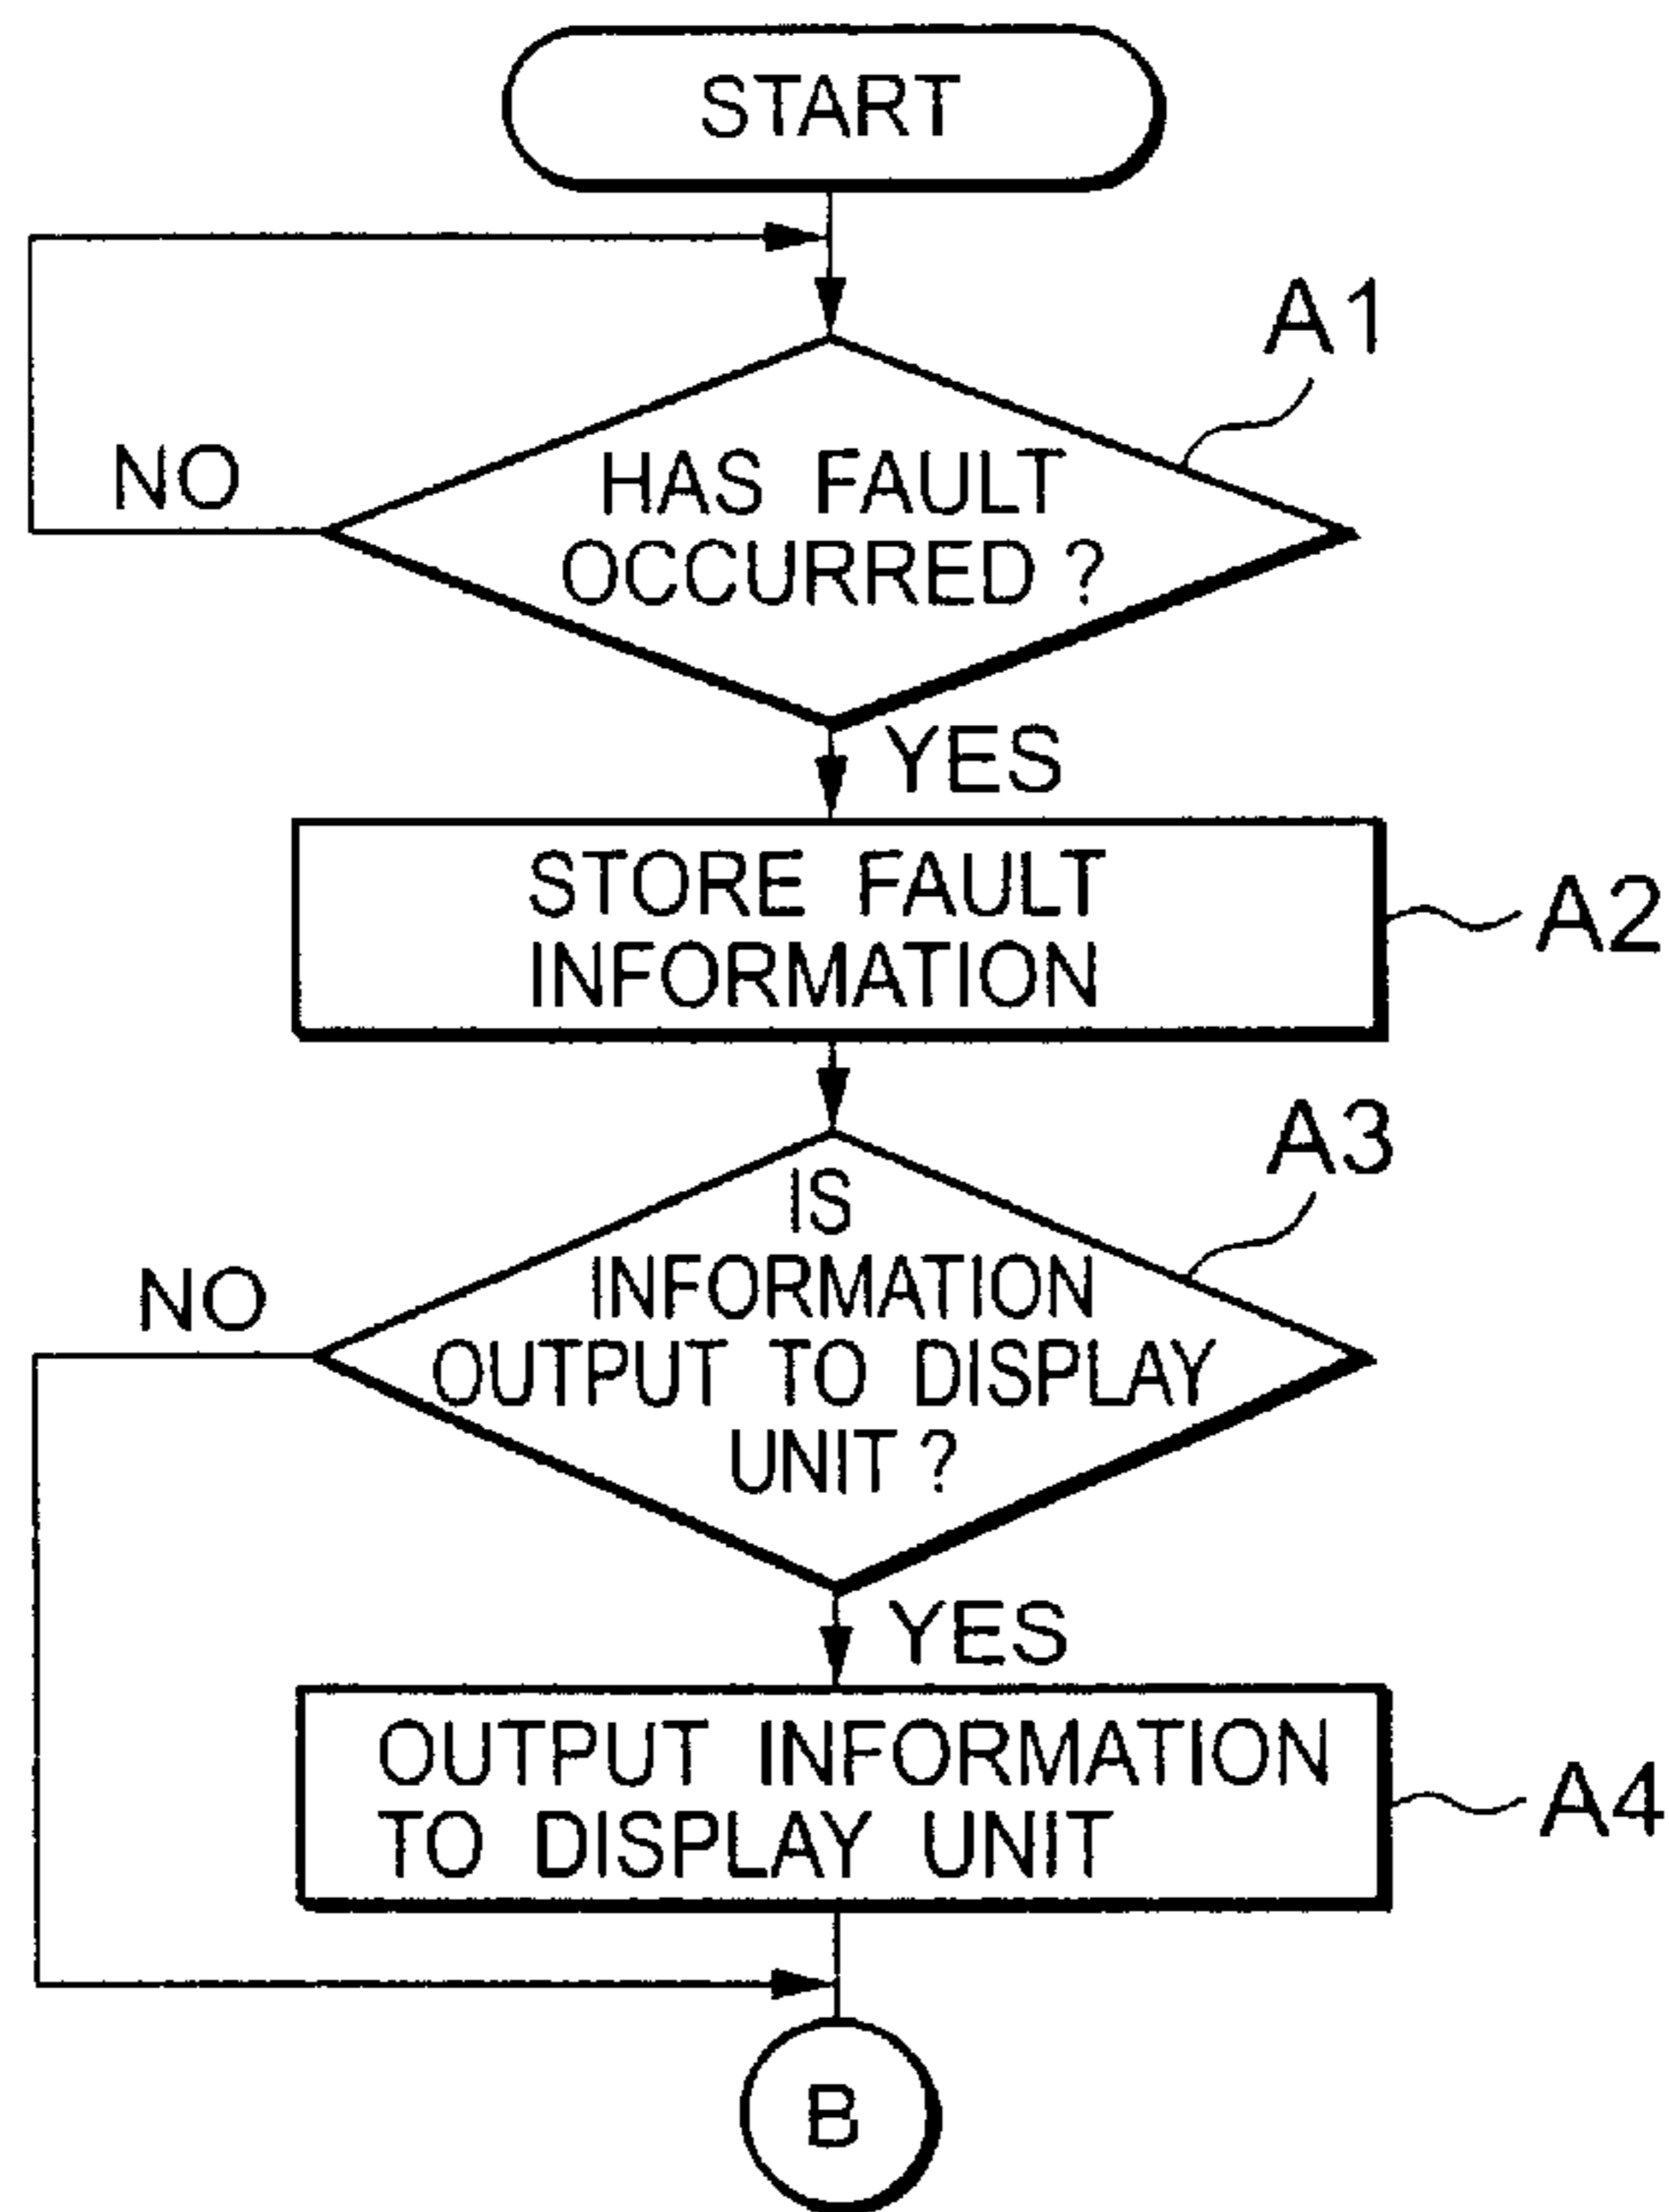 START
A1
NO
HAS FAULT
OCCURRED ?
YES
STORE FAULT
INFORMATION
A2
A3
IS
NO
INFORMATION
OUTPUT TO DISPLAY
UNIT ?
YES
OUTPUT INFORMATION
TO DISPLAY UNIT
A4
B